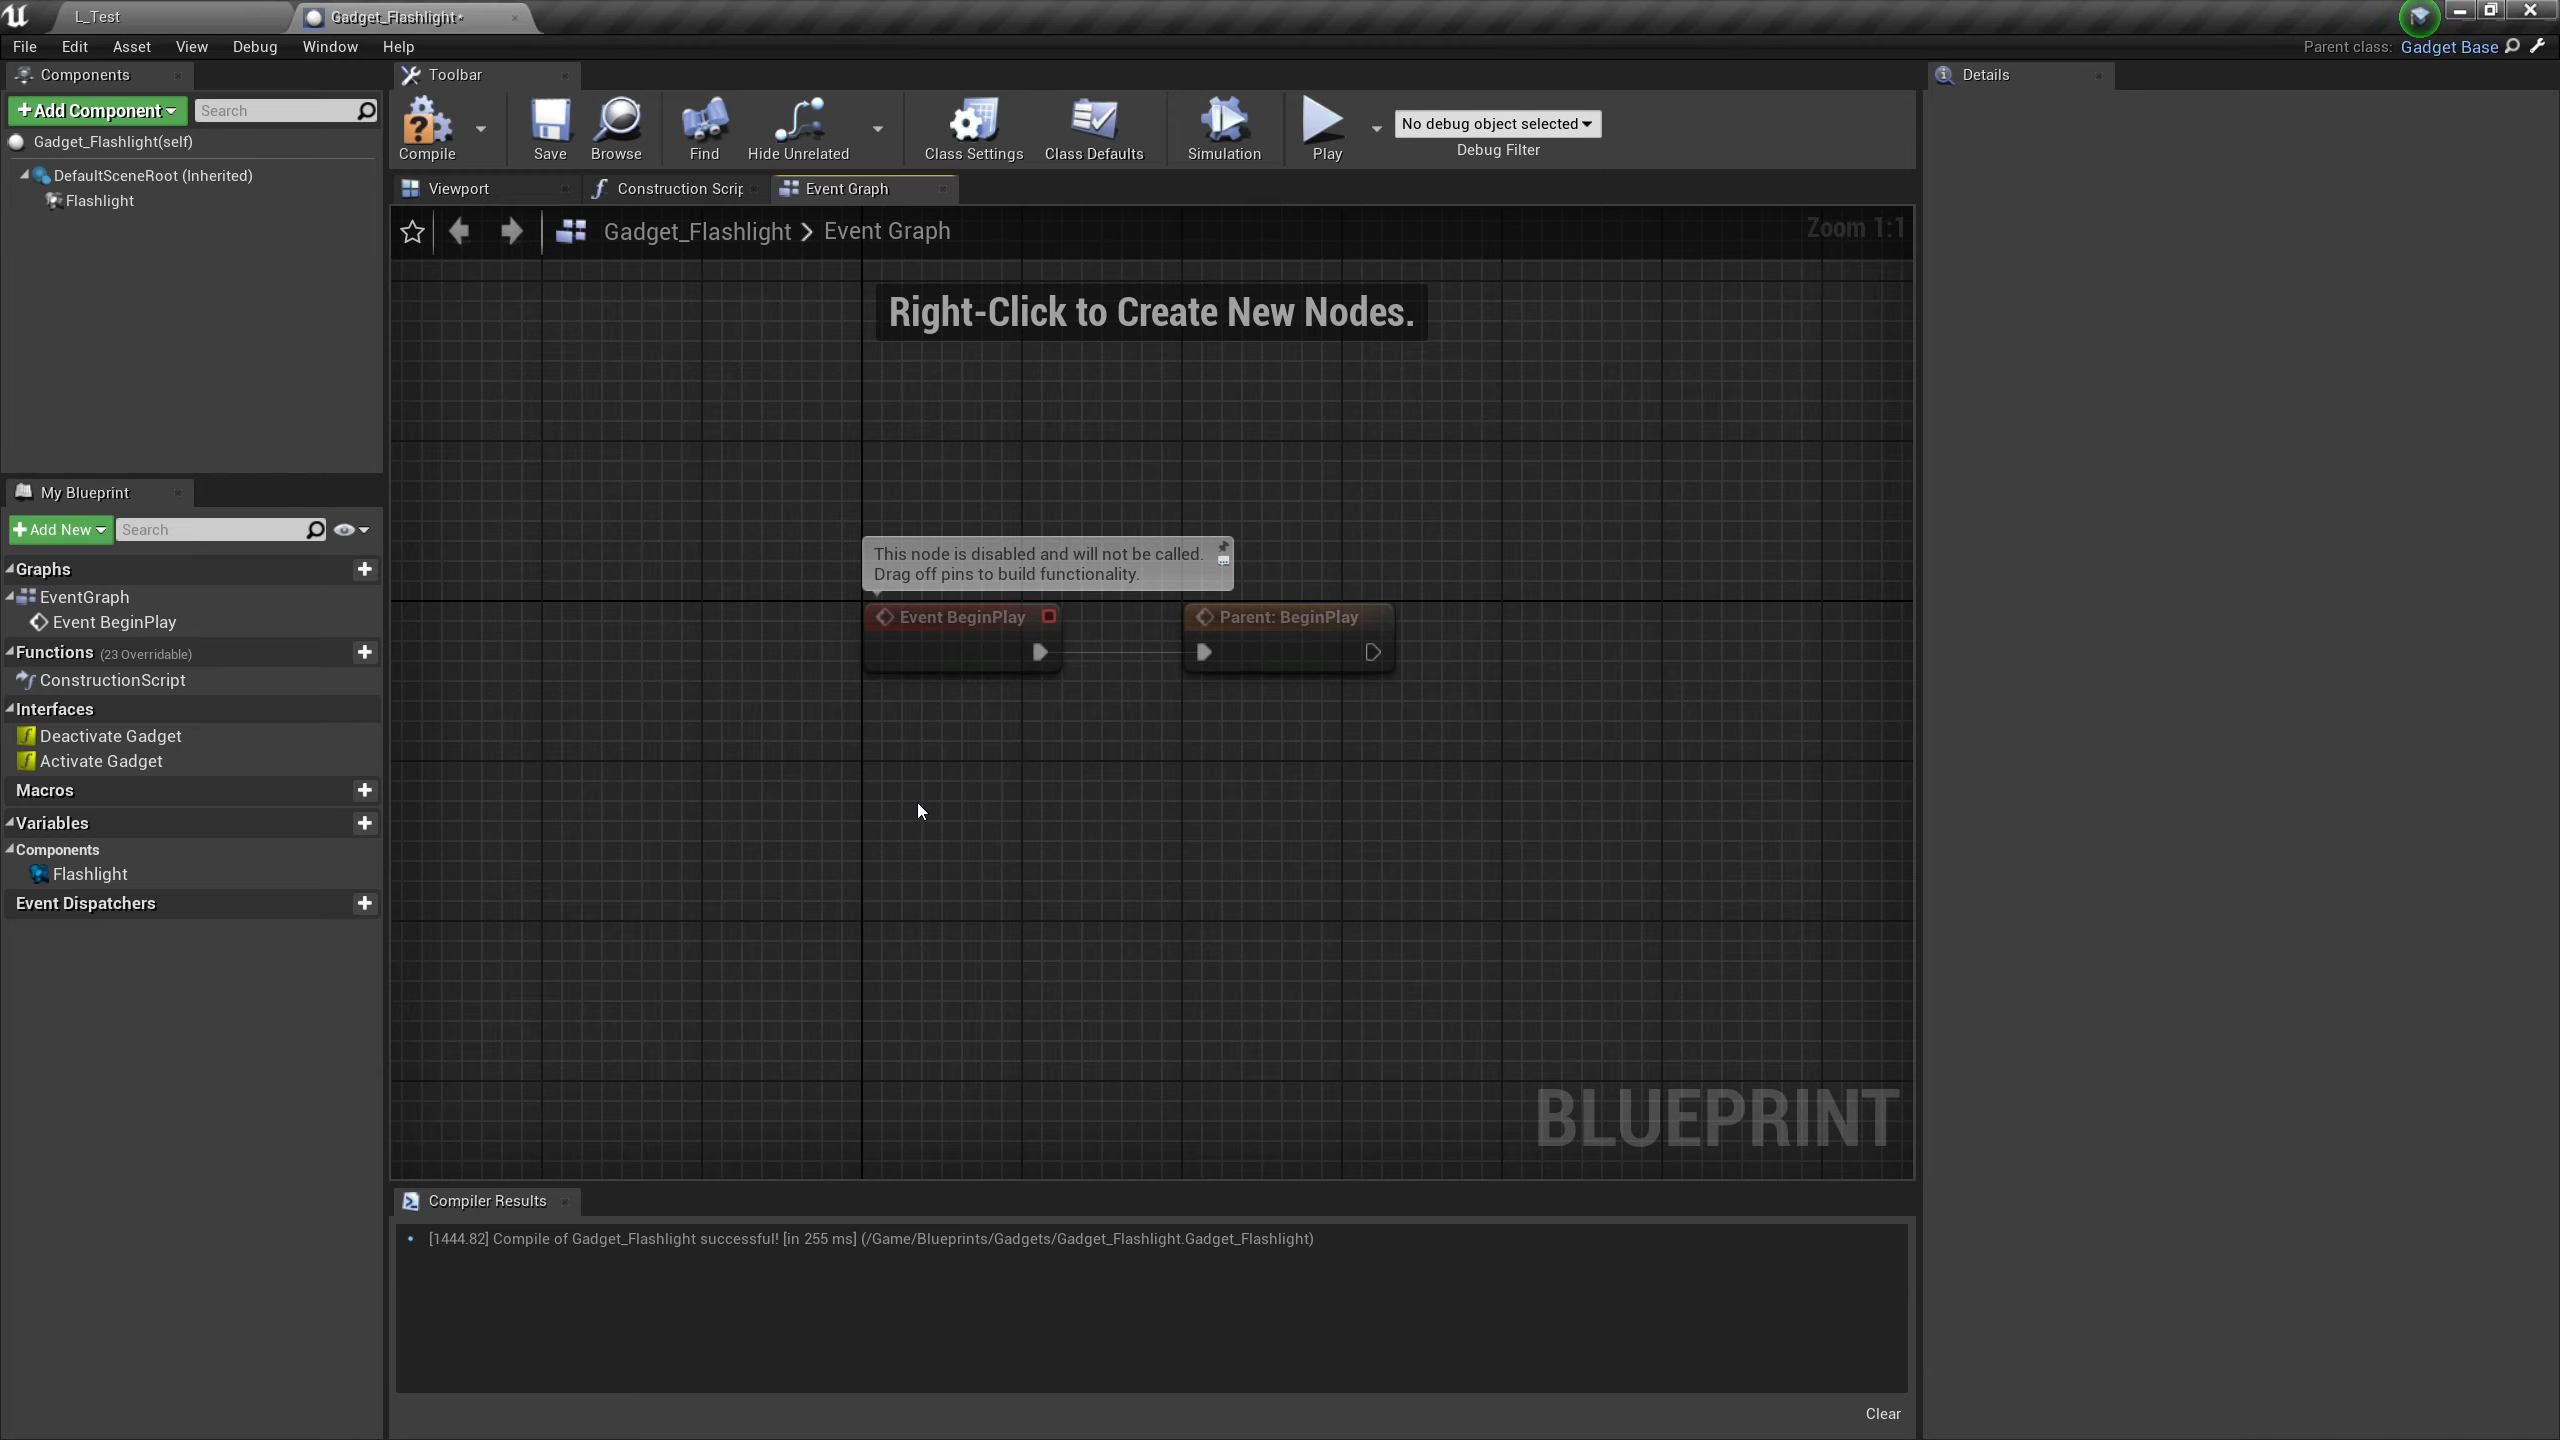 L_Test
Gadget_Flashlight*
File
Edit
Asset
View
Debug
Window
Help
Parent class: Gadget Base
Components
Add Component
Search
Gadget_Flashlight(self)
DefaultSceneRoot (Inherited)
Flashlight
Toolbar
Compile
Save
Browse
Find
Hide Unrelated
Class Settings
Class Defaults
Simulation
Play
No debug object selected
Debug Filter
Details
Viewport
Construction Scrip
Event Graph
Gadget_Flashlight
Event Graph
Zoom 1:1
Right-Click to Create New Nodes.
This node is disabled and will not be called.
Drag off pins to build functionality.
Event BeginPlay
Parent: BeginPlay
BLUEPRINT
My Blueprint
Add New
Search
Graphs
EventGraph
Event BeginPlay
Functions (23 Overridable)
ConstructionScript
Interfaces
Deactivate Gadget
Activate Gadget
Macros
Variables
Components
Flashlight
Event Dispatchers
Compiler Results
[1444.82] Compile of Gadget_Flashlight successful! [in 255 ms] (/Game/Blueprints/Gadgets/Gadget_Flashlight.Gadget_Flashlight)
Clear